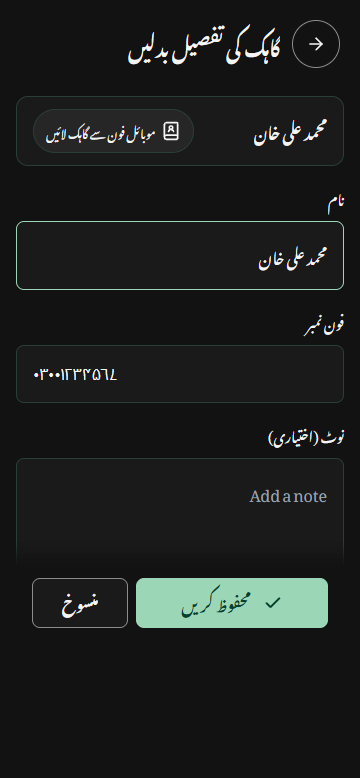 گاہک کی تفصیل بدلیں
محمد علی خان
موبائل فون سے گاہک لائیں
نام
محمد علی خان
فون نمبر
۰۳۰۰۱۲۳۴۵۶۷
نوٹ (اختیاری)
Add a note
محفوظ کریں
منسوخ